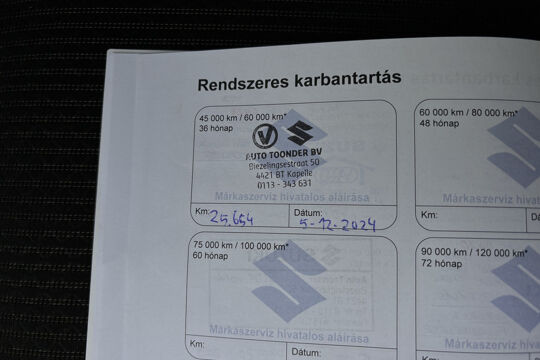 Rendszeres karbantartás
45 000 km / 60 000 km*
36 hónap
AUTO TOONDER BV
Biezelingsestraat 50
4421 BT Kapelle
0113 - 343 631
Márkaszerviz hivatalos aláírása
Km: 25.654
Dátum: 5-12-2024
60 000 km / 80 000 km*
48 hónap
Márkaszerviz hivatalos
Km:
75 000 km / 100 000 km*
60 hónap
Márkaszerviz hivatalos aláírása
Km:
Dátum:
90 000 km / 120 000 km*
72 hónap
Márkaszerviz hivatalos
Km: